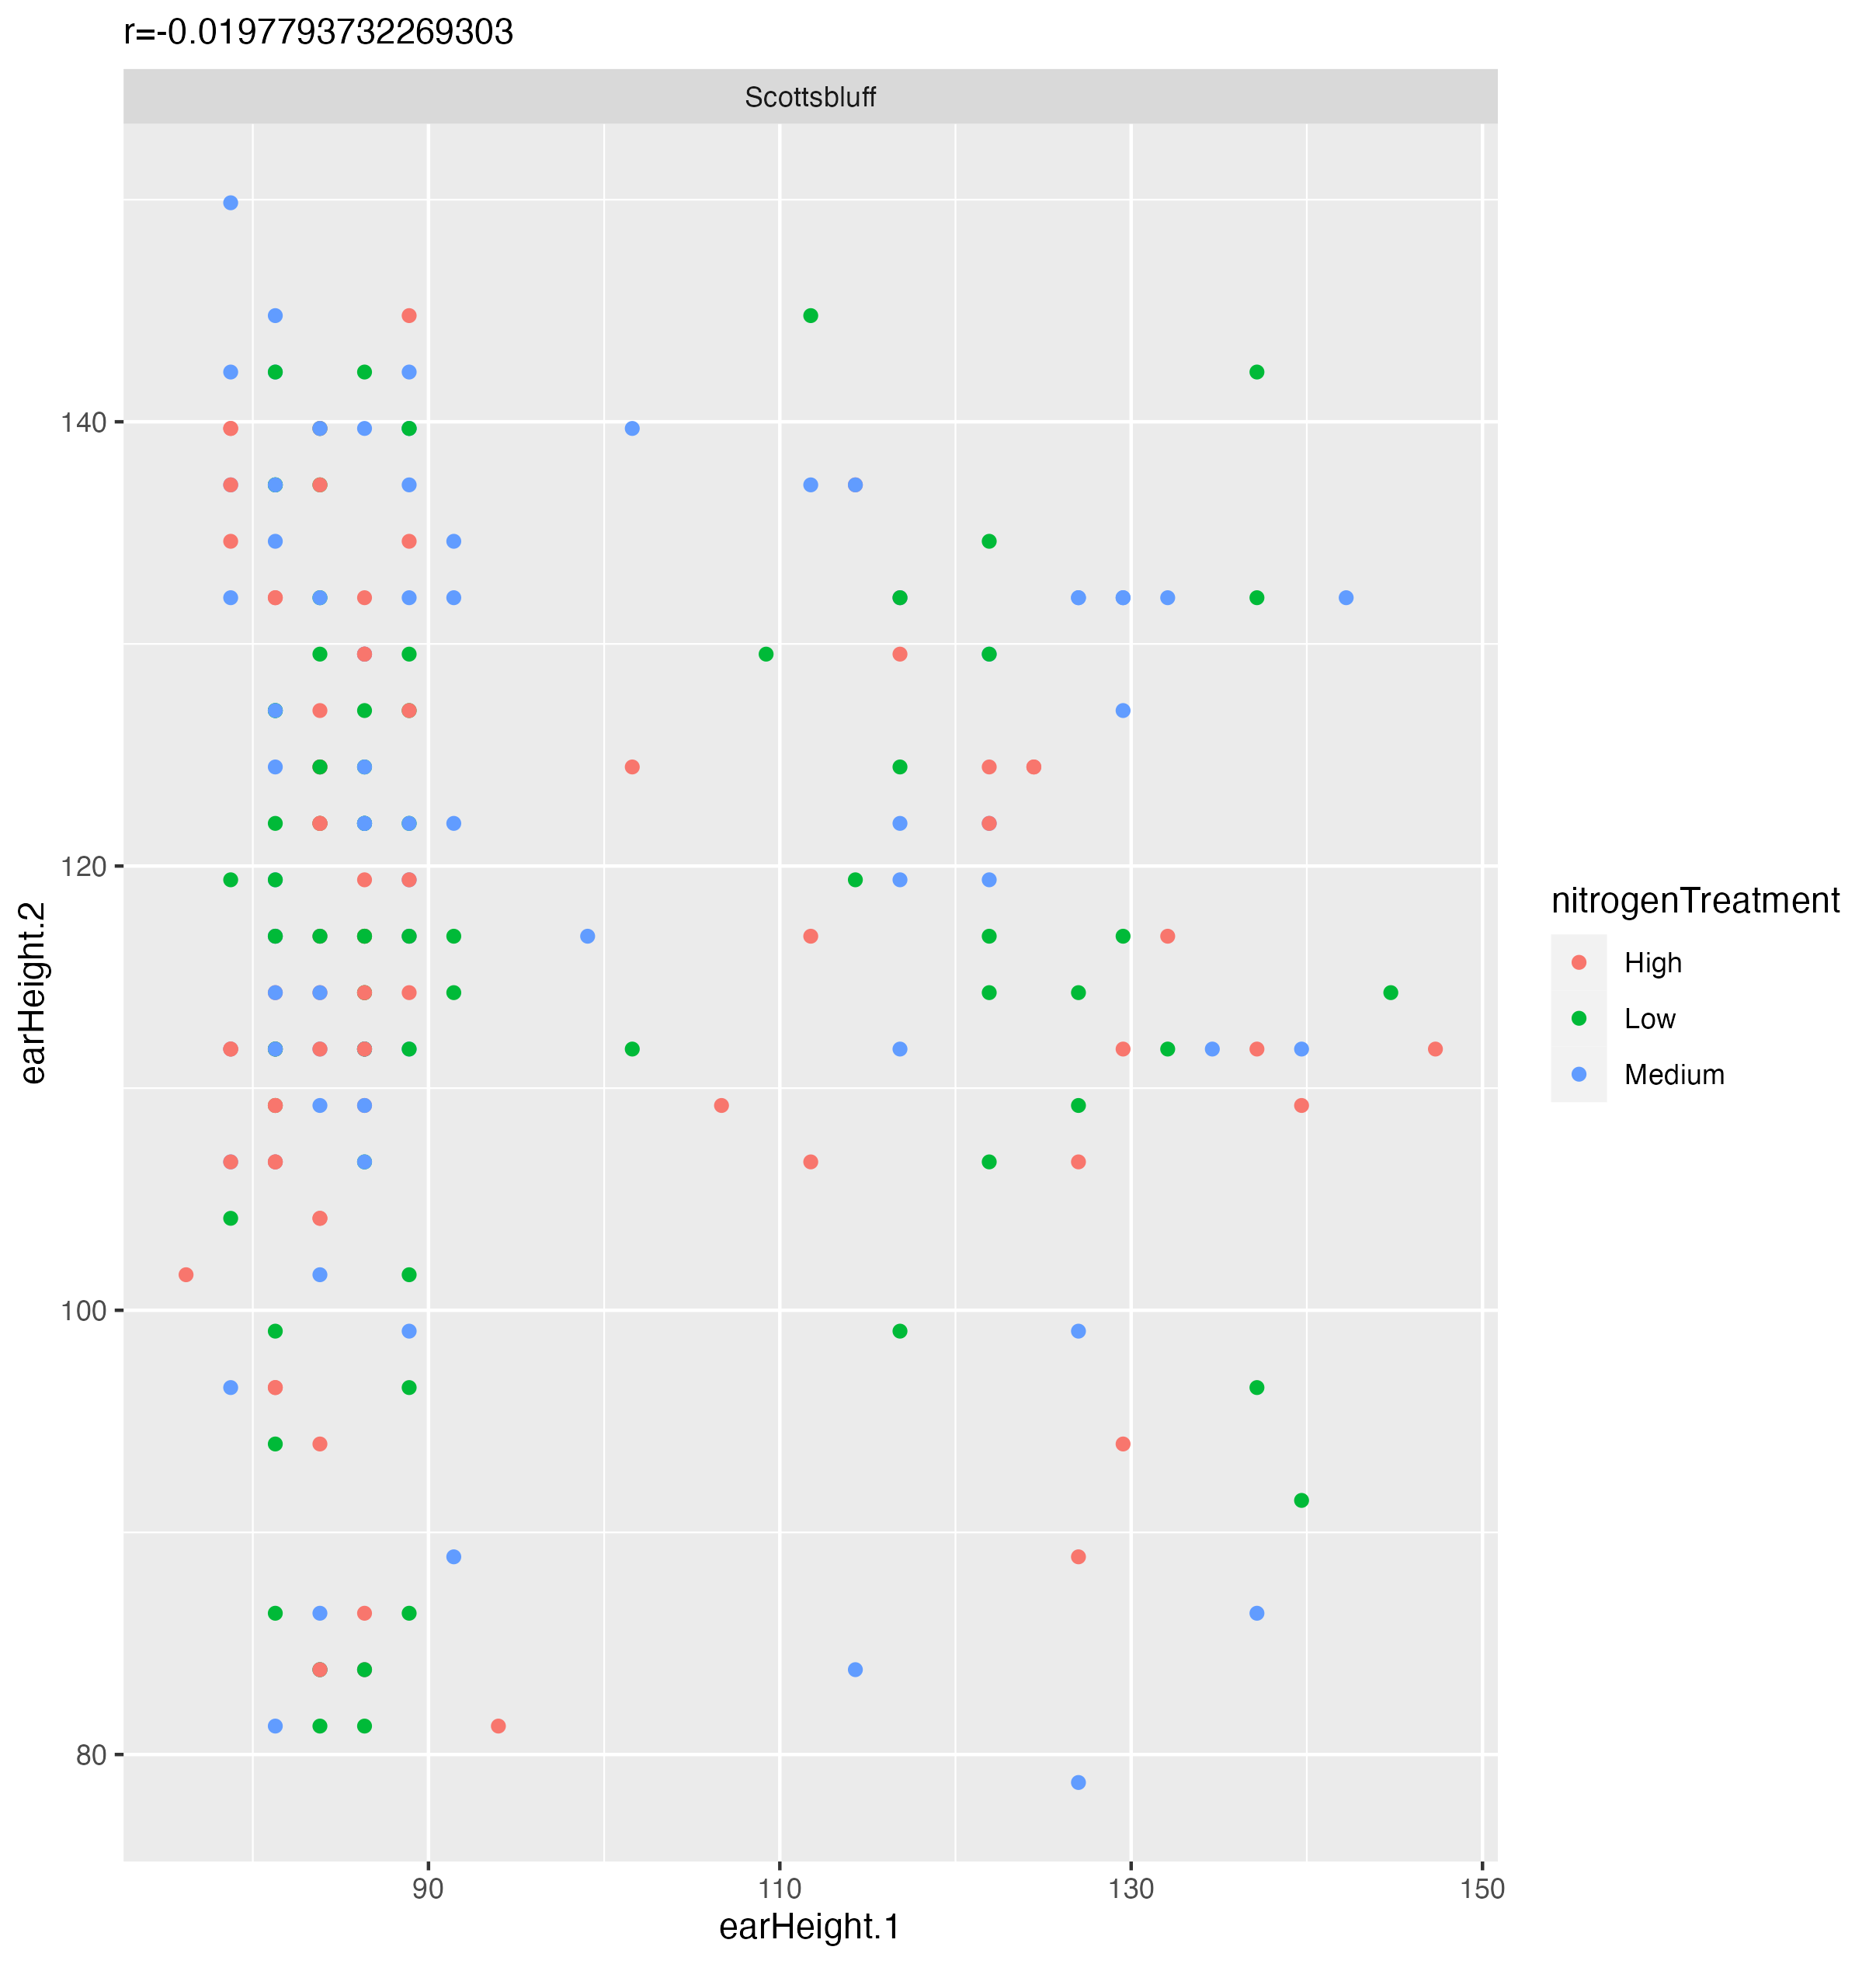 r=-0.0197793732269303
Scottsbluff
140
120
100
80
earHeight.2
90
110
130
150
earHeight.1
nitrogenTreatment
High
Low
Medium